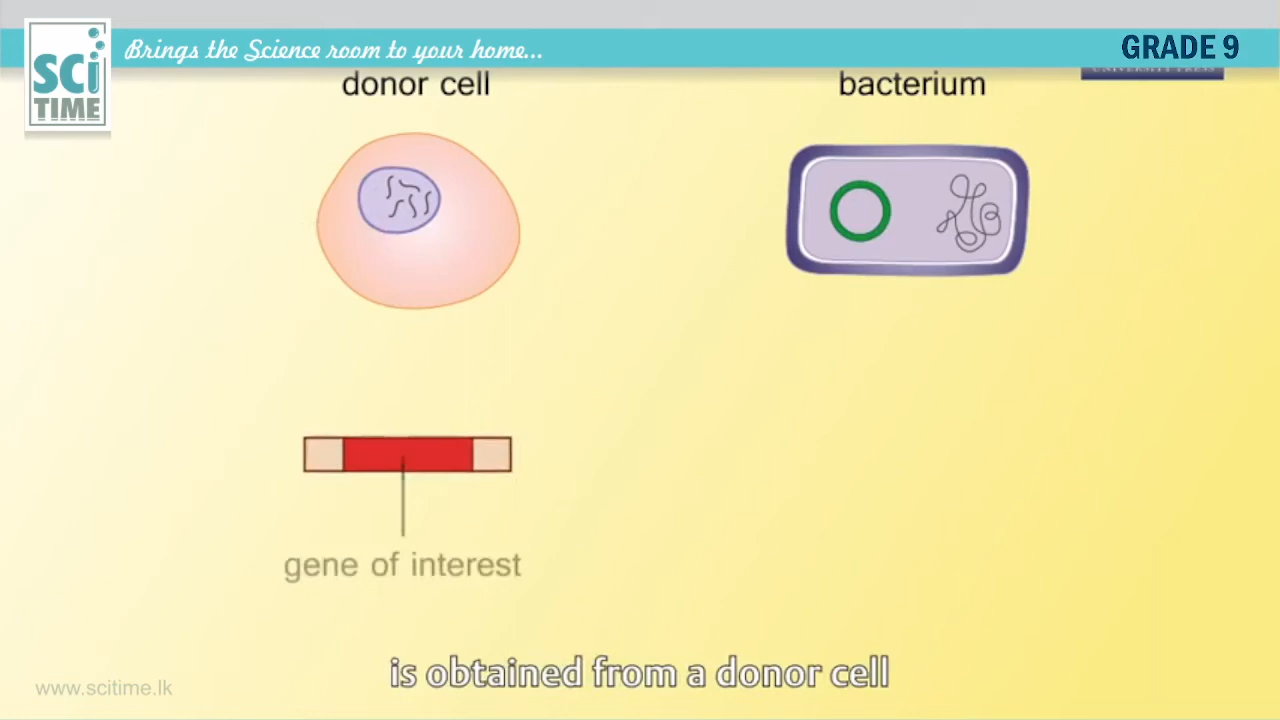 Brings the Science room to your home...
GRADE 9
SCi
TIME
donor cell
bacterium
gene of interest
is obtained from a donor cell
www.scitime.lk